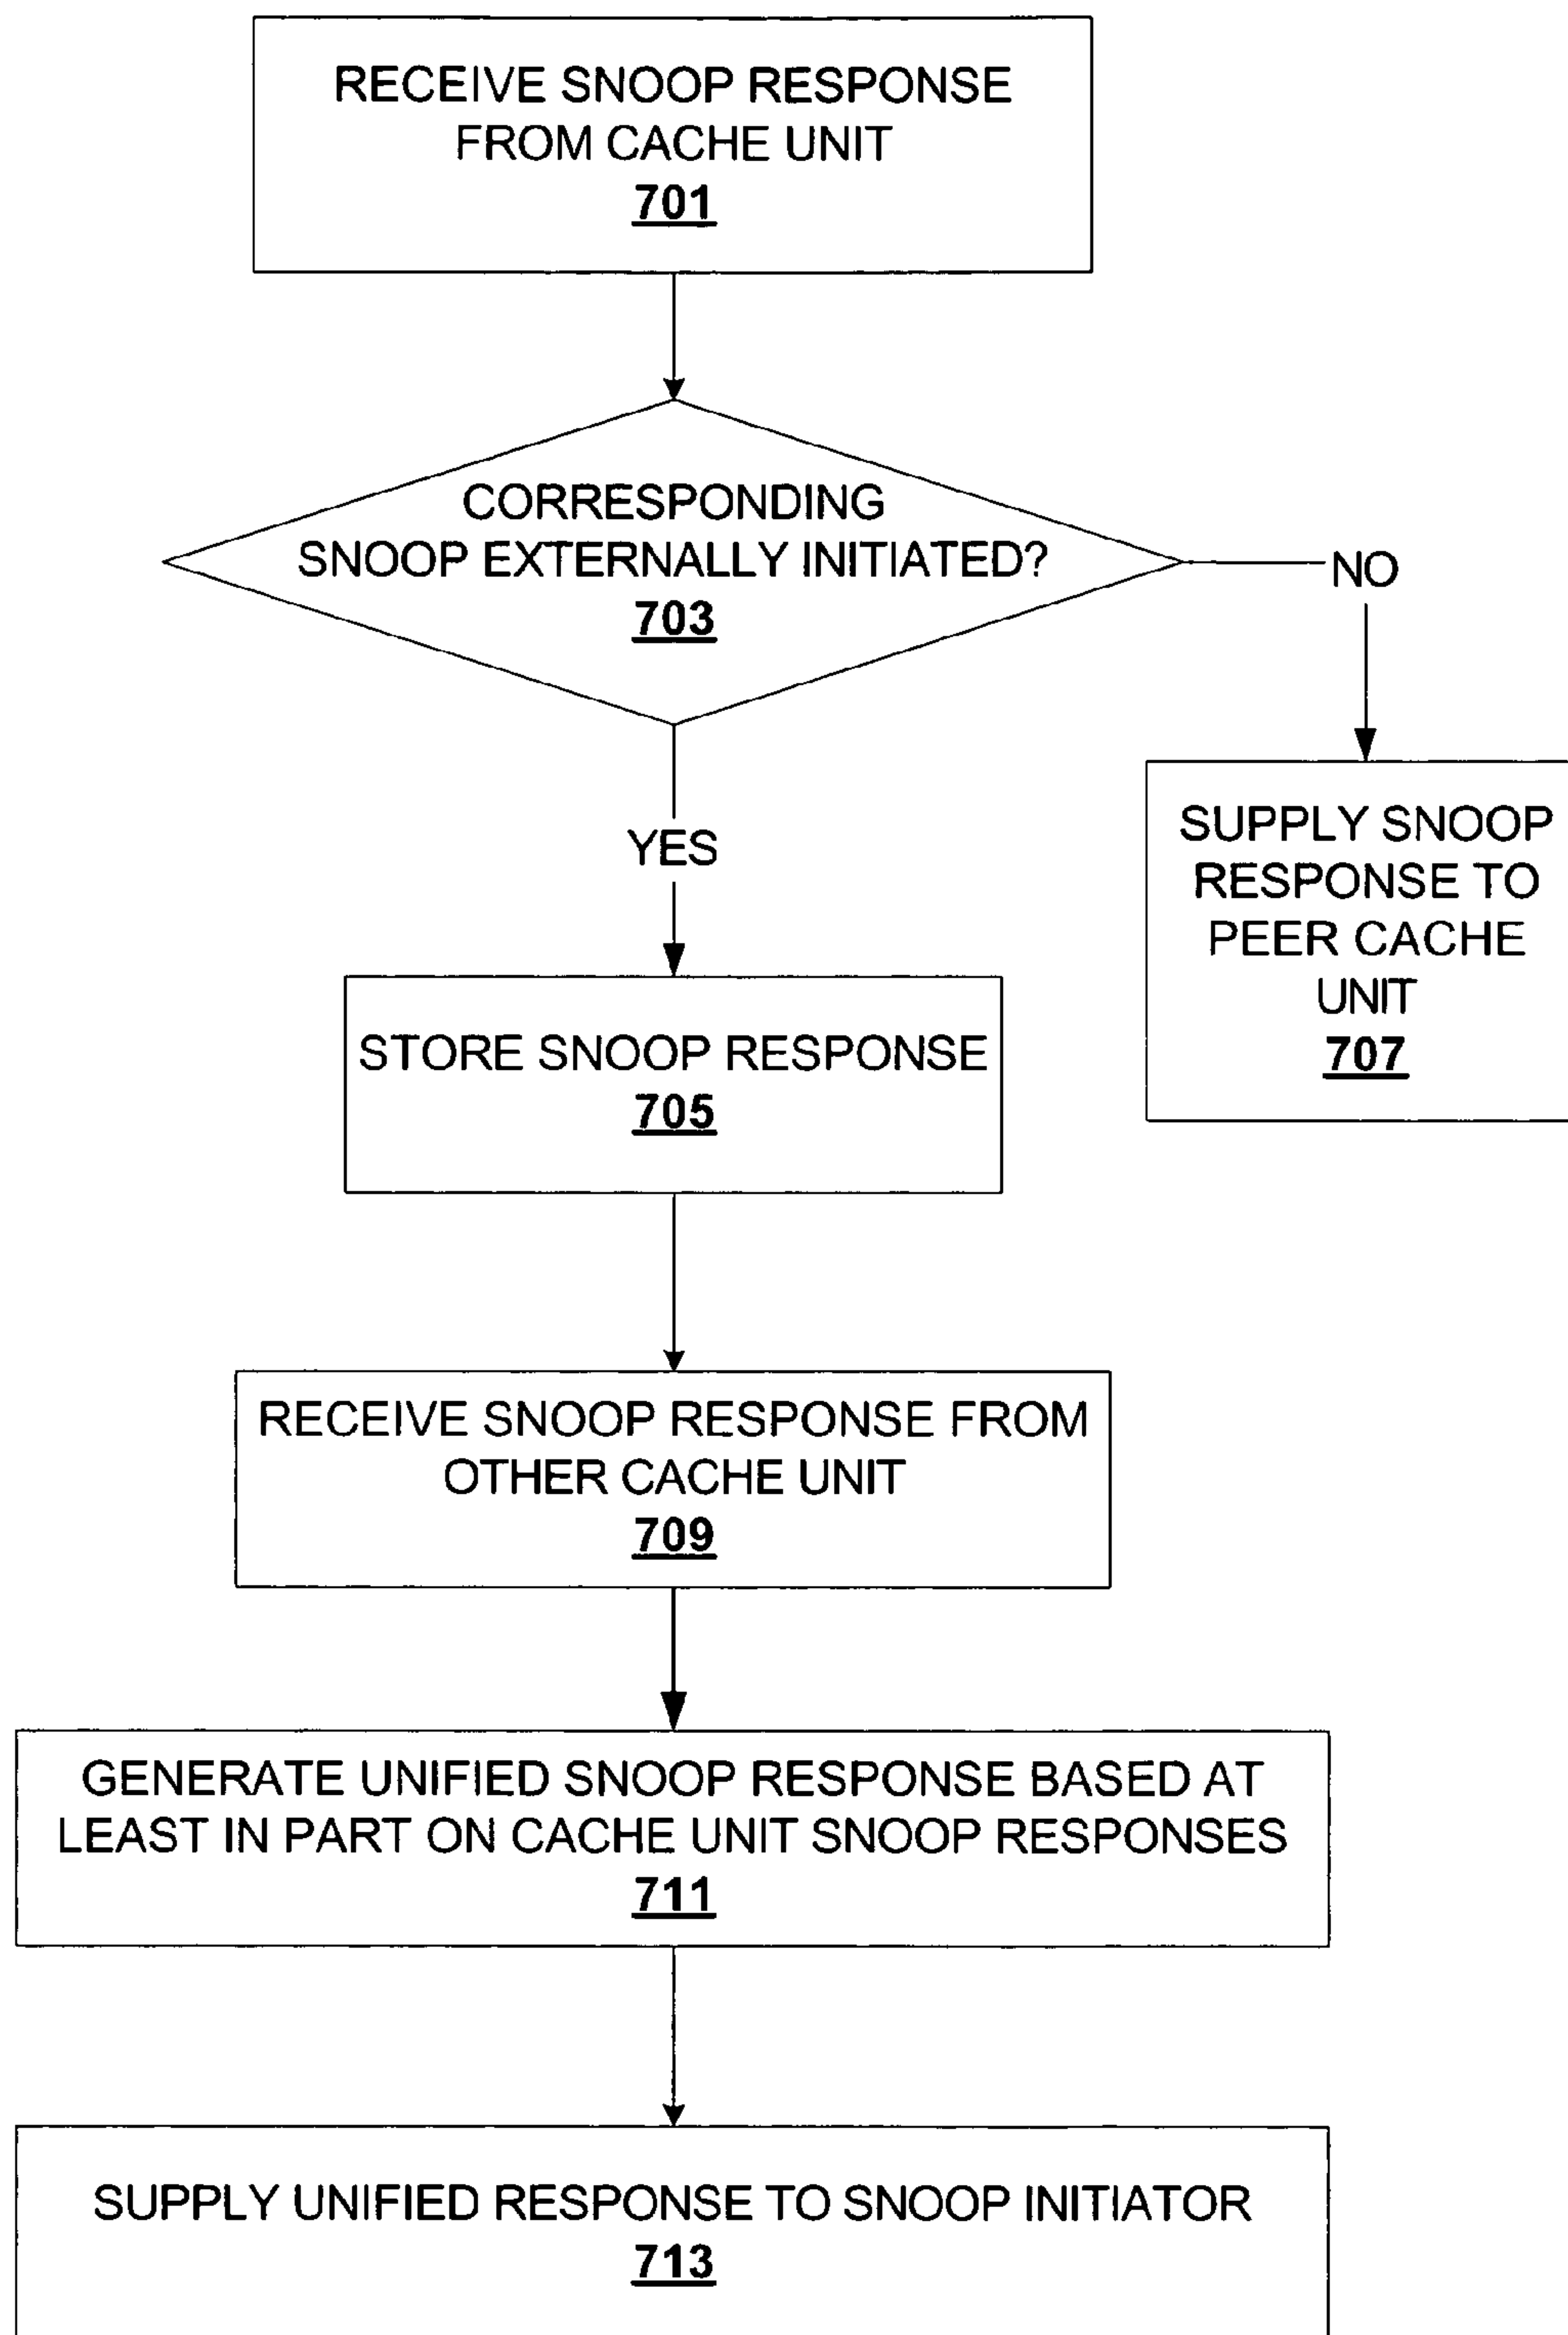 RECEIVE SNOOP RESPONSE
FROM CACHE UNIT
701
CORRESPONDING
SNOOP EXTERNALLY INITIATED?
703
NO
YES
SUPPLY SNOOP
RESPONSE TO
PEER CACHE
UNIT
707
STORE SNOOP RESPONSE
705
RECEIVE SNOOP RESPONSE FROM
OTHER CACHE UNIT
709
GENERATE UNIFIED SNOOP RESPONSE BASED AT
LEAST IN PART ON CACHE UNIT SNOOP RESPONSES
711
SUPPLY UNIFIED RESPONSE TO SNOOP INITIATOR
713